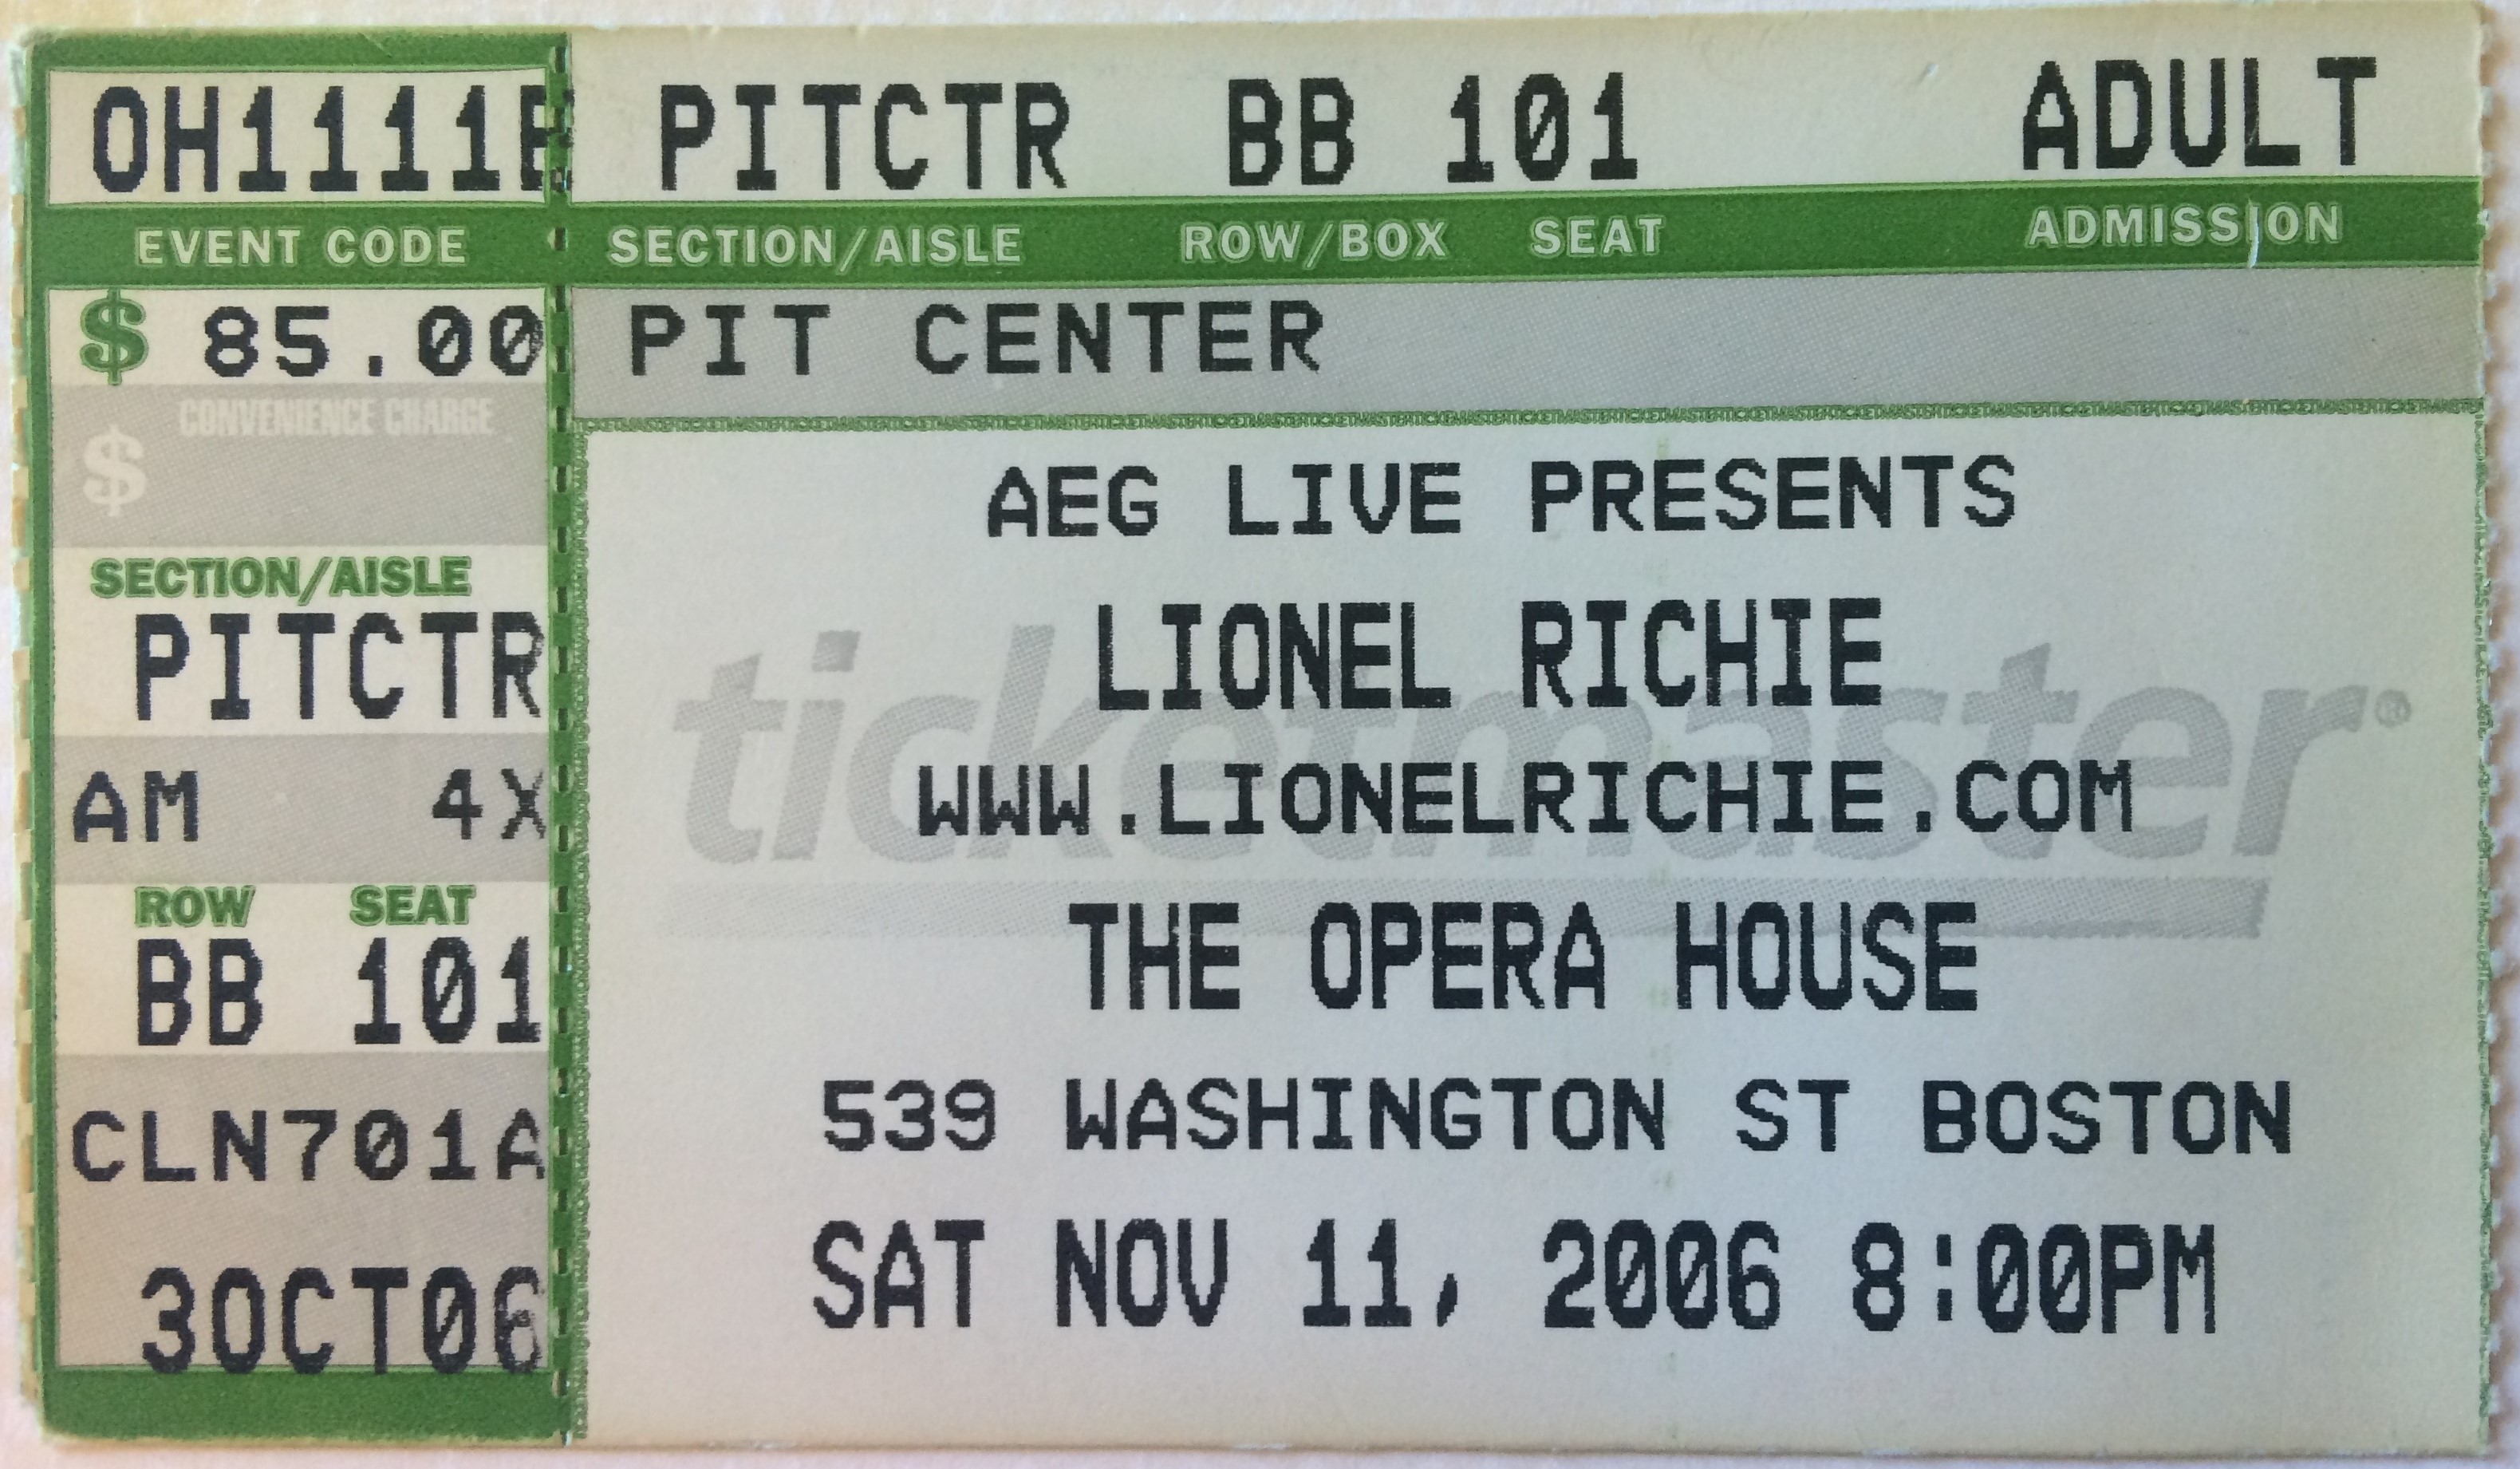 OH1111E
EVENT CODE
$ 85.00
CONVENIENCE CHARGE
$
SECTION/AISLE
PITCTR
AM 4X
ROW SEAT
BB 101
CLN701A
3OCT06
PITCTR BB 101 ADULT
SECTION/AISLE ROW/BOX SEAT ADMISSION
PIT CENTER
AEG LIVE PRESENTS
LIONEL RICHIE
ticketmaster®
WWW.LIONELRICHIE.COM
THE OPERA HOUSE
539 WASHINGTON ST BOSTON
SAT NOV 11, 2006 8:00PM